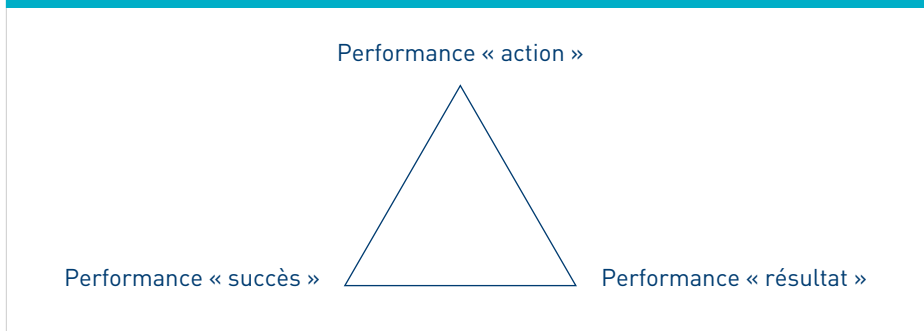 Performance « action »
Performance « succès »
Performance « résultat »